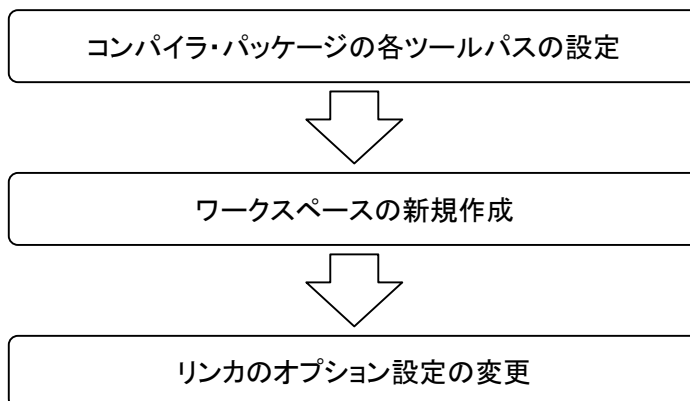 コンパイラ・パッケージの各ツールパスの設定
ワークスペースの新規作成
リンカのオプション設定の変更